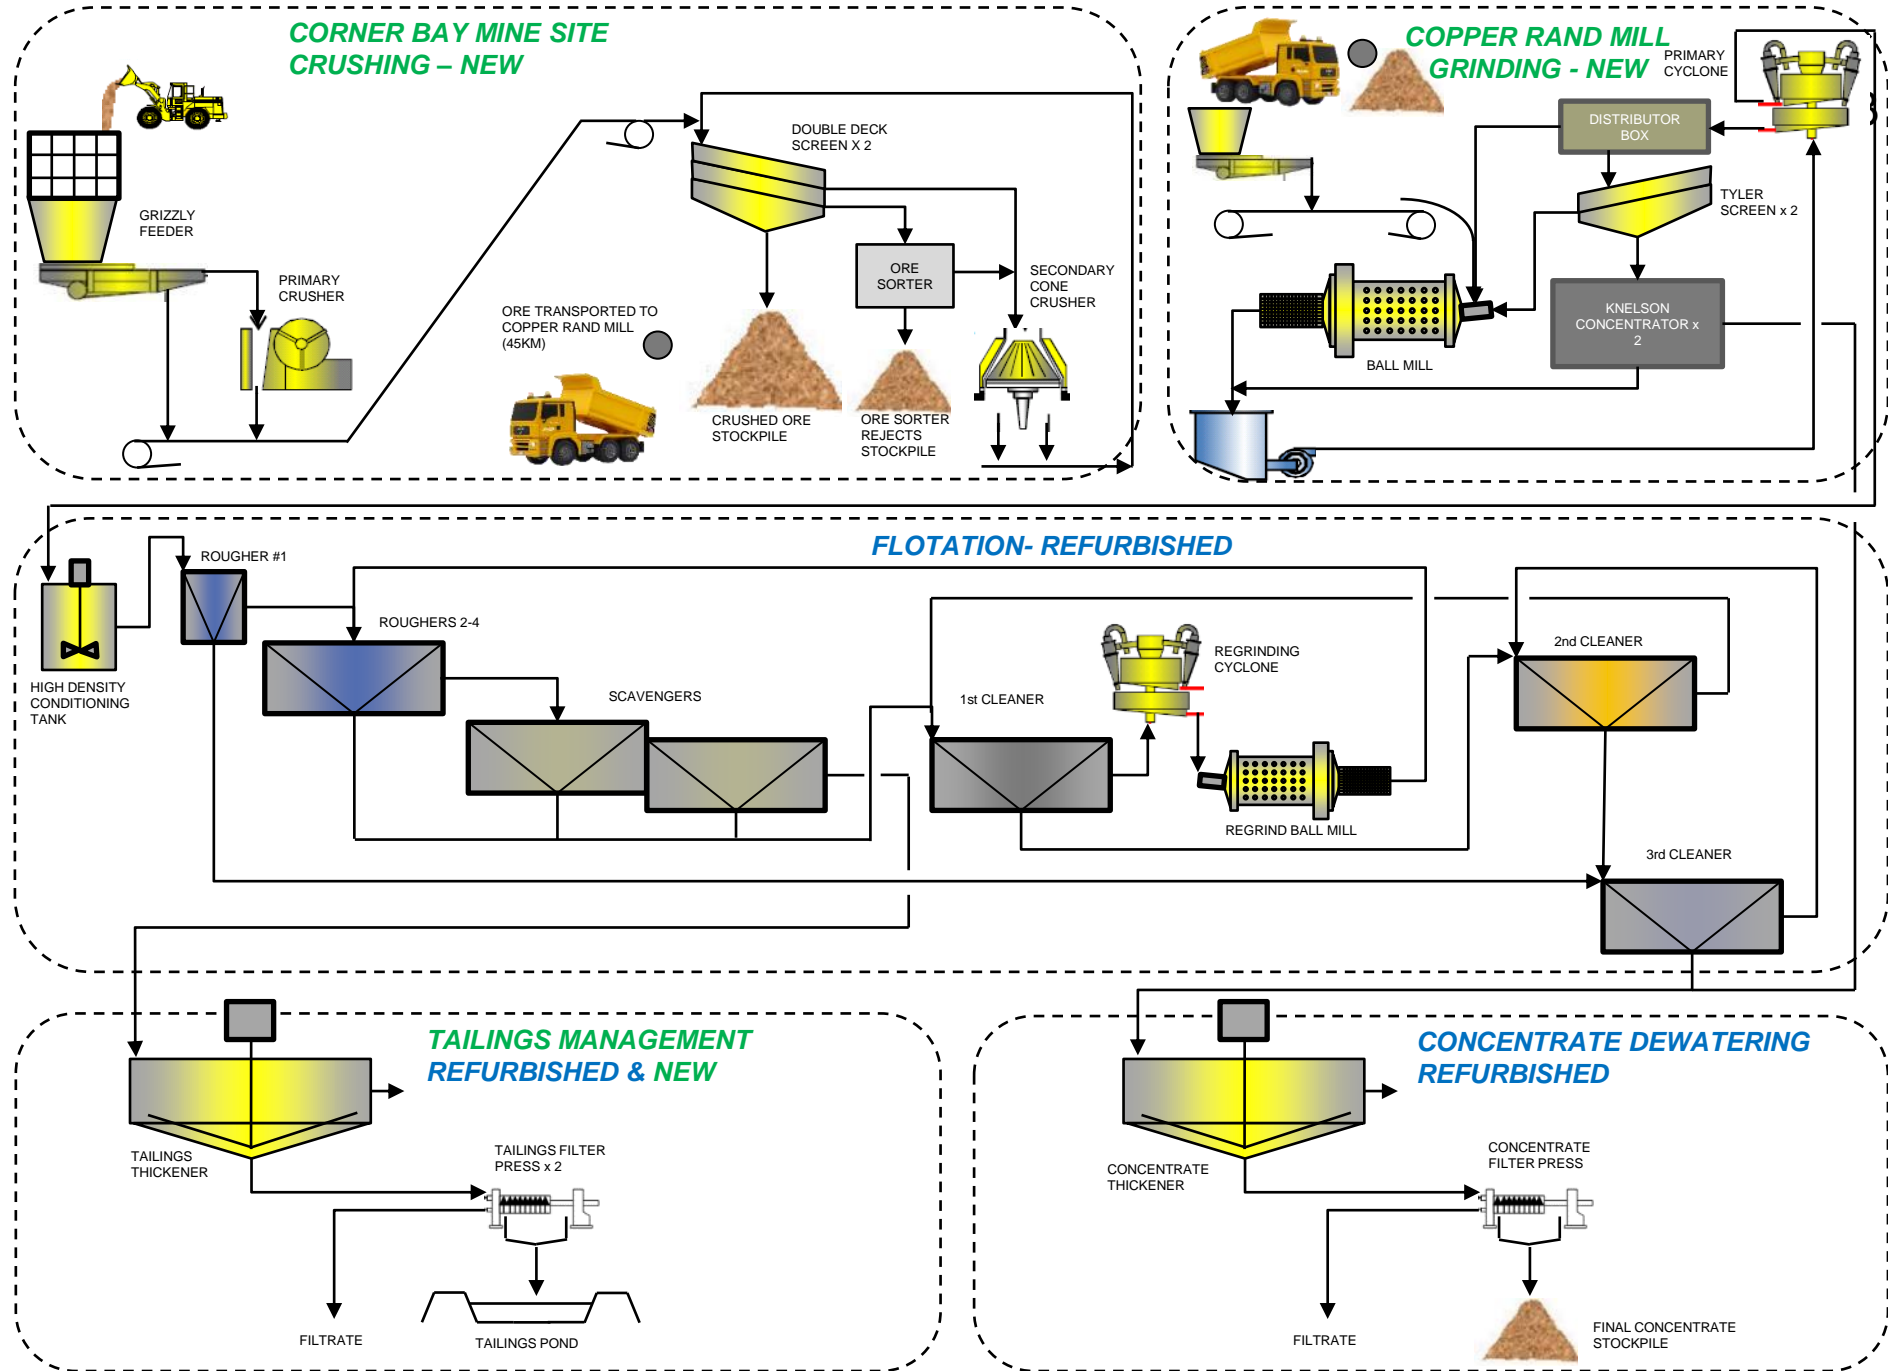 CORNER BAY MINE SITE
CRUSHING – NEW
GRIZZLY
FEEDER
PRIMARY
CRUSHER
DOUBLE DECK
SCREEN X 2
ORE
SORTER
SECONDARY
CONE
CRUSHER
ORE TRANSPORTED TO
COPPER RAND MILL
(45KM)
CRUSHED ORE
STOCKPILE
ORE SORTER
REJECTS
STOCKPILE
COPPER RAND MILL
GRINDING - NEW
PRIMARY
CYCLONE
DISTRIBUTOR
BOX
TYLER
SCREEN x 2
KNELSON
CONCENTRATOR x
2
BALL MILL
FLOTATION- REFURBISHED
ROUGHER #1
ROUGHERS 2-4
HIGH DENSITY
CONDITIONING
TANK
SCAVENGERS
1st CLEANER
REGRINDING
CYCLONE
REGRIND BALL MILL
2nd CLEANER
3rd CLEANER
TAILINGS MANAGEMENT
REFURBISHED & NEW
TAILINGS
THICKENER
TAILINGS FILTER
PRESS x 2
FILTRATE
TAILINGS POND
CONCENTRATE DEWATERING
REFURBISHED
CONCENTRATE
THICKENER
CONCENTRATE
FILTER PRESS
FILTRATE
FINAL CONCENTRATE
STOCKPILE